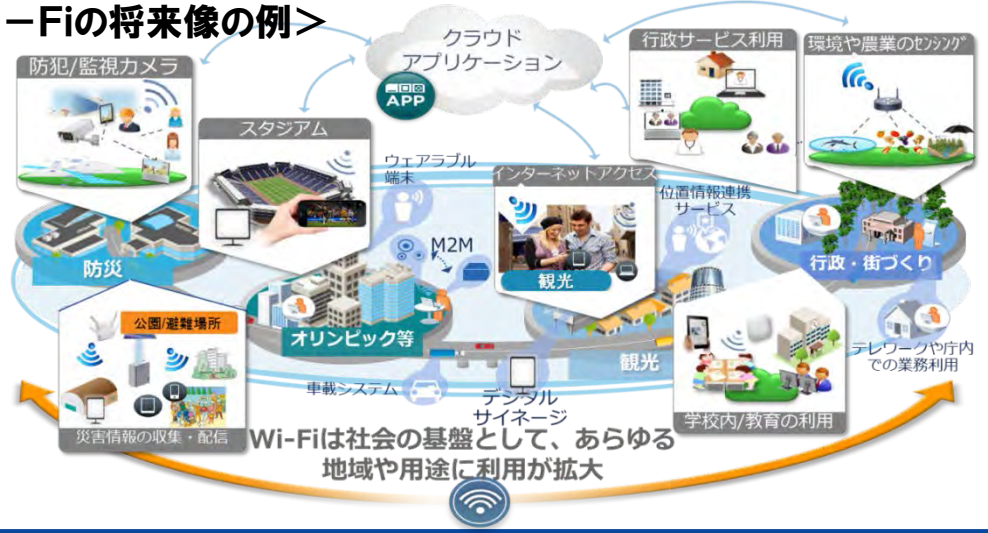 －Fiの将来像の例＞
クラウド
アプリケーション
APP
防犯/監視カメラ
行政サービス利用
環境や農業のｾﾝｼﾝｸﾞ
スタジアム
ウェアラブル
端末
インターネットアクセス
位置情報連携
サービス
M2M
防災
観光
行政・街づくり
公園/避難場所
オリンピック等
観光
テレワークや庁内
での業務利用
車載システム
デジタル
サイネージ
学校内/教育の利用
災害情報の収集・配信
Wi-Fiは社会の基盤として、あらゆる
地域や用途に利用が拡大